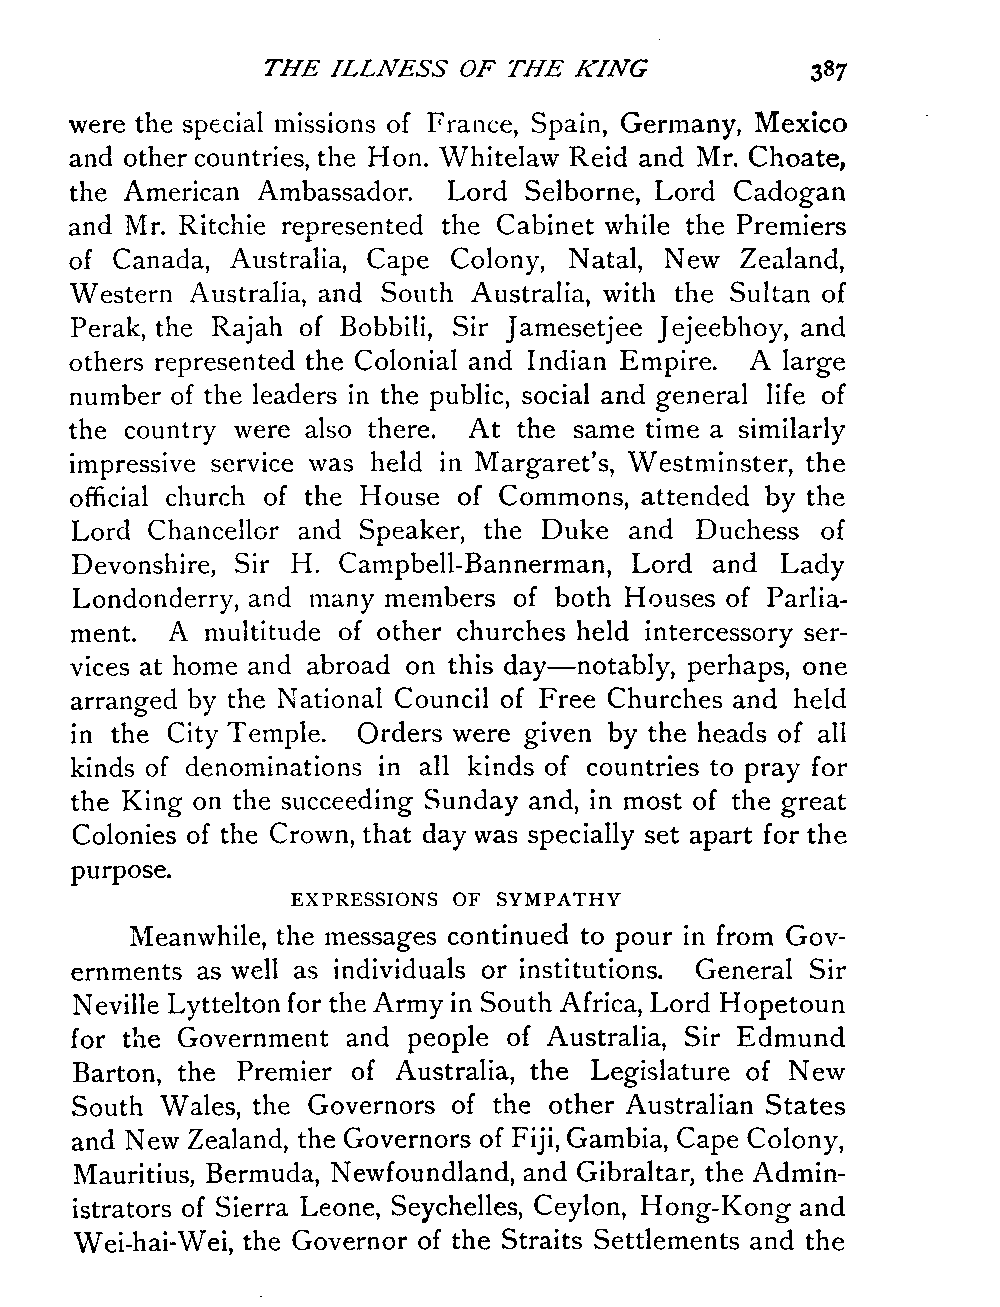 THE ILLNESS OF THE KING 387
were the special missions of France, Spain, Germany, Mexico
and other countries, the Hon. Whitelaw Reid and Mr. Choate,
the American Ambassador. Lord Selborne, Lord Cadogan
and Mr. Ritchie represented the Cabinet while the Premiers
of Canada, Australia, Cape Colony, Natal, New Zealand,
Western Australia, and South Australia, with the Sultan of
Perak, the Rajah of Bobbili, Sir Jamesetjee Jejeebhoy, and
others represented the Colonial and Indian Empire. A large
number of the leaders in the public, social and general life of
the country were also there. At the same time a similarly
impressive service was held in Margaret's, Westminster, the
official church of the House of Commons, attended by the
Lord Chancellor and Speaker, the Duke and Duchess of
Devonshire, Sir H. Campbell-Bannerman, Lord and Lady
Londonderry, and many members of both Houses of Parlia-
ment. A multitude of other churches held intercessory ser-
vices at home and abroad on this day—notably, perhaps, one
arranged by the National Council of Free Churches and held
in the City Temple. Orders were given by the heads of all
kinds of denominations in all kinds of countries to pray for
the King on the succeeding Sunday and, in most of the great
Colonies of the Crown, that day was specially set apart for the
purpose.
EXPRESSIONS OF SYMPATHY
Meanwhile, the messages continued to pour in from Gov-
ernments as well as individuals or institutions. General Sir
Neville Lyttelton for the Army in South Africa, Lord Hopetoun
for the Government and people of Australia, Sir Edmund
Barton, the Premier of Australia, the Legislature of New
South Wales, the Governors of the other Australian States
and New Zealand, the Governors of Fiji, Gambia, Cape Colony,
Mauritius, Bermuda, Newfoundland, and Gibraltar, the Admin-
istrators of Sierra Leone, Seychelles, Ceylon, Hong-Kong and
Wei-hai-Wei, the Governor of the Straits Settlements and the